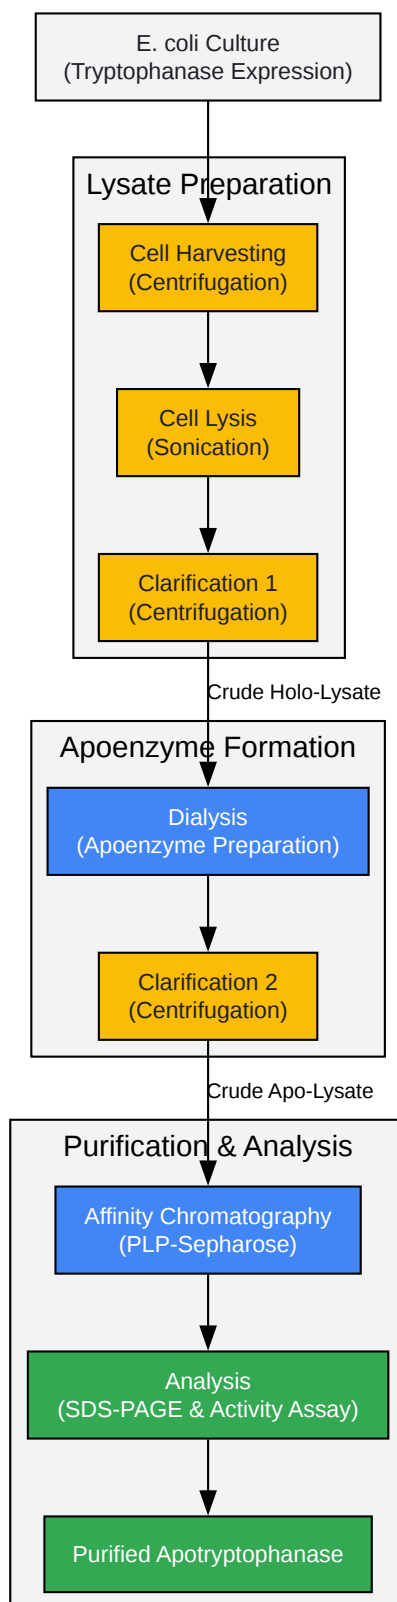 E. coli Culture
(Tryptophanase Expression)
Lysate Preparation
Cell Harvesting
(Centrifugation)
Cell Lysis
(Sonication)
Clarification 1
(Centrifugation)
Crude Holo-Lysate
Apoenzyme Formation
Dialysis
(Apoenzyme Preparation)
Clarification 2
(Centrifugation)
Crude Apo-Lysate
Purification & Analysis
Affinity Chromatography
(PLP-Sepharose)
Analysis
(SDS-PAGE & Activity Assay)
Purified Apotryptophanase